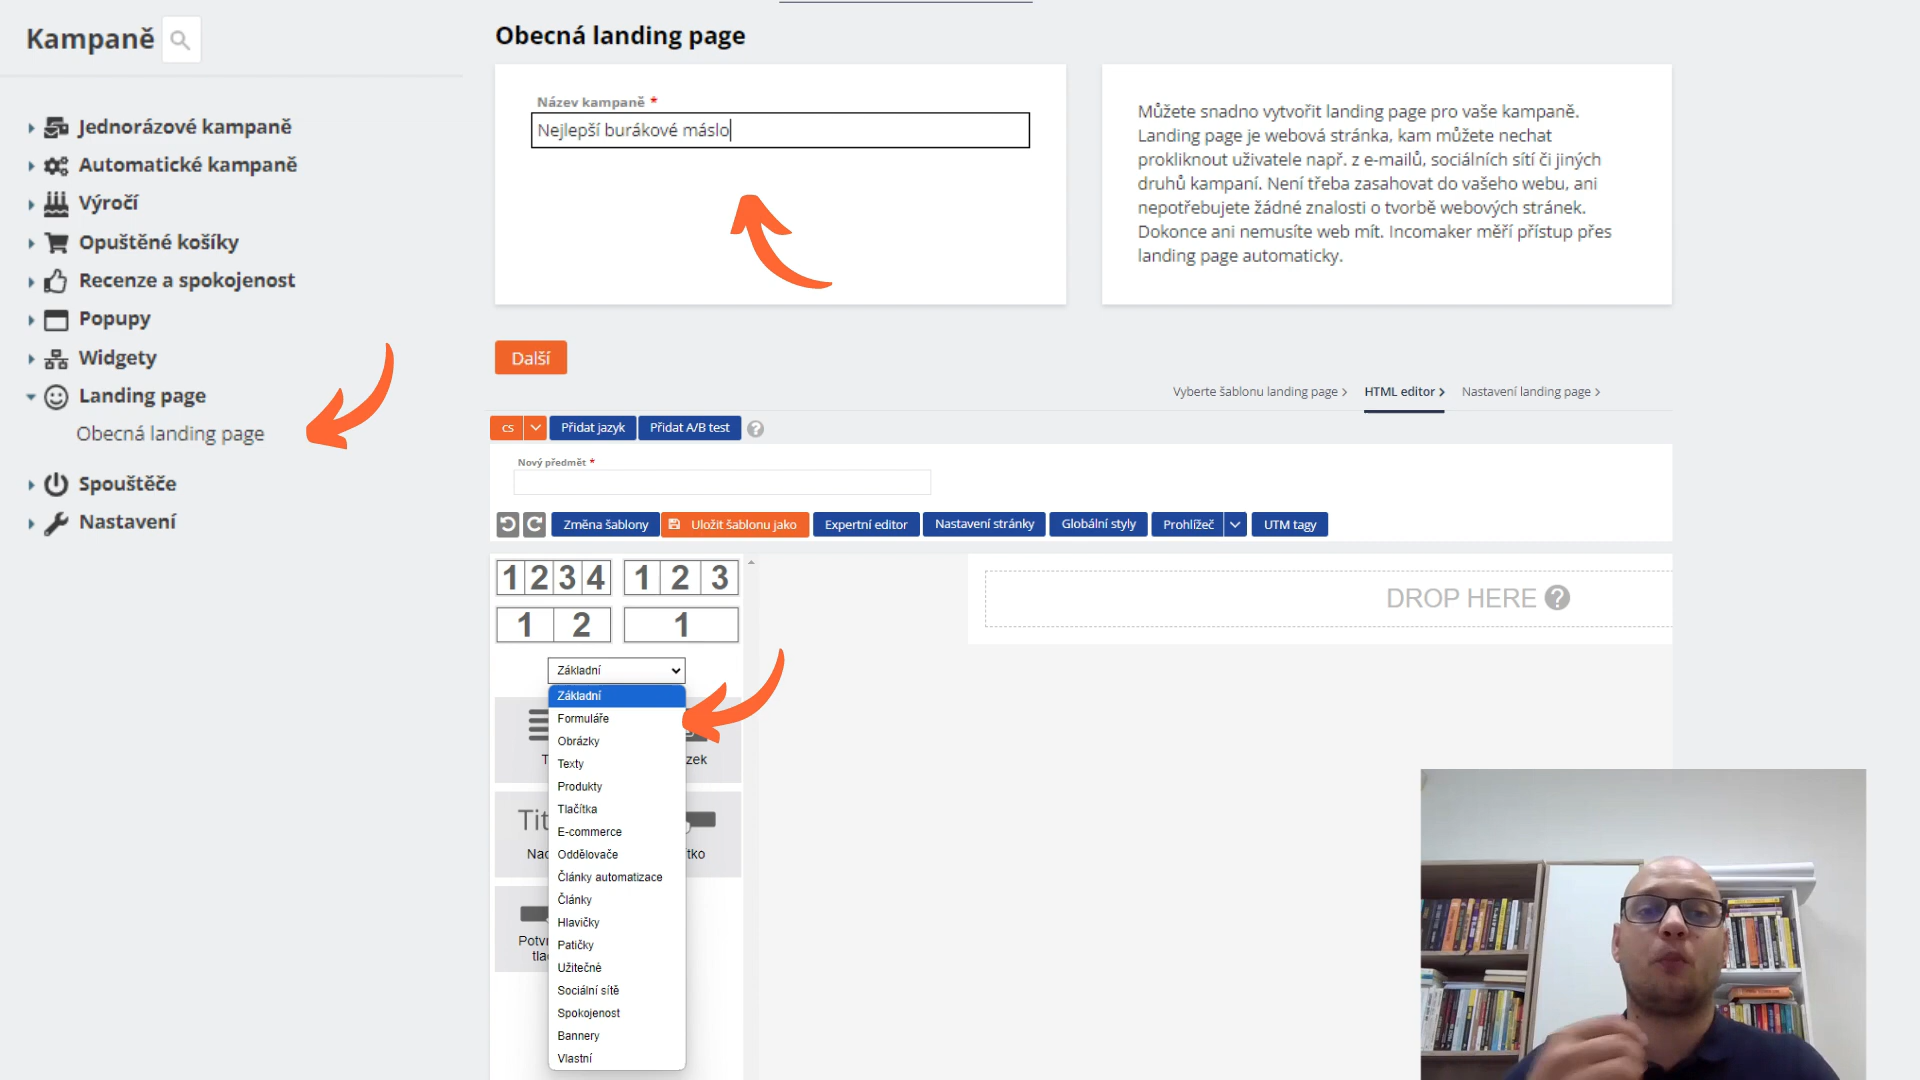 Kampaně
Jednorázové kampaně
Automatické kampaně
Výročí
Opuštěné košíky
Recenze a spokojenost
Popupy
Widgety
Landing page
Obecná landing page
Spouštěče
Nastavení
Obecná landing page
Název kampaně *
Nejlepší burákové máslo
Můžete snadno vytvořit landing page pro vaše kampaně.
Landing page je webová stránka, kam můžete nechat
prokliknout uživatele např. z e-mailů, sociálních sítí či jiných
druhů kampaní. Není třeba zasahovat do vašeho webu, ani
nepotřebujete žádné znalosti o tvorbě webových stránek.
Dokonce ani nemusíte web mít. Incomaker měří přístup přes
landing page automaticky.
Další
Vyberte šablonu landing page > HTML editor > Nastavení landing page >
cs Přidat jazyk Přidat A/B test ?
Nový předmět *
Změna šablony Uložit šablonu jako Expertní editor Nastavení stránky Globální styly Prohlížeč UTM tagy
1 2 3 4 1 2 3
1 2 1
DROP HERE ?
Základní
Základní
Formuláře
Obrázky
Texty
Produkty
Tlačítka
E-commerce
Oddělovače
Články automatizace
Články
Hlavičky
Patičky
Užitečné
Sociální sítě
Spokojenost
Bannery
Vlastní